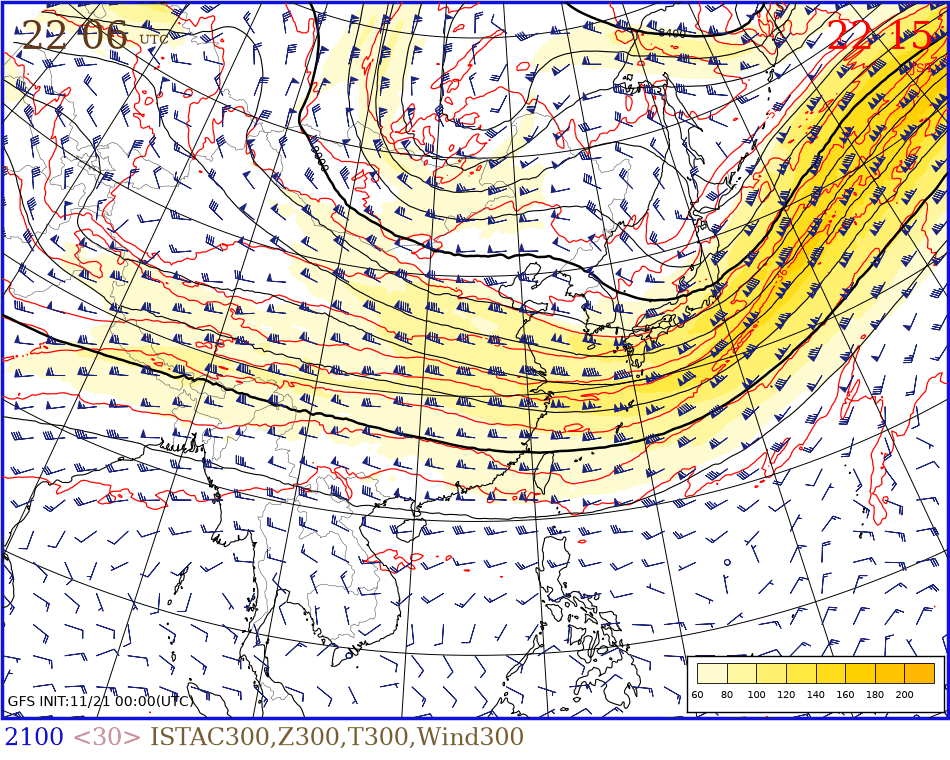 22 06 UTC
22 15
JST
8400
9000
60 80 100 120 140 160 180 200
GFS INIT:11/21 00:00(UTC)
2100 <30> ISTAC300,Z300,T300,Wind300